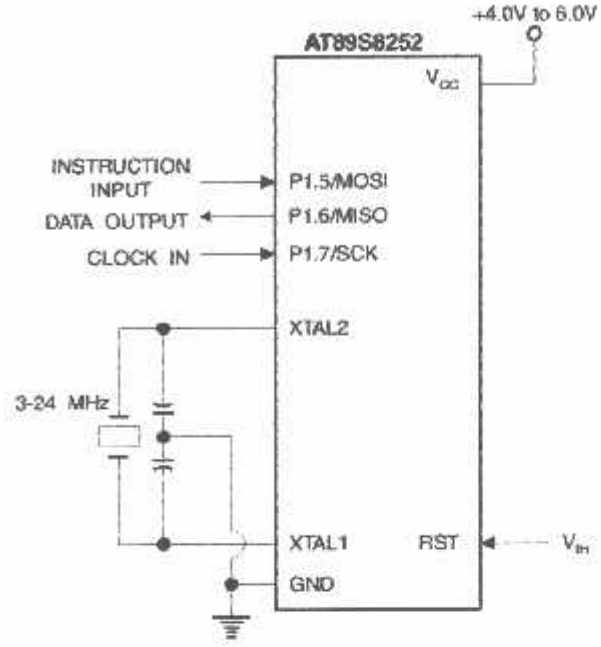 +4.0V to 6.0V
AT89S8252
VCC
INSTRUCTION
INPUT
P1.5/MOSI
DATA OUTPUT
P1.6/MISO
CLOCK IN
P1.7/SCK
XTAL2
3-24 MHz
XTAL1
RST
VIH
GND